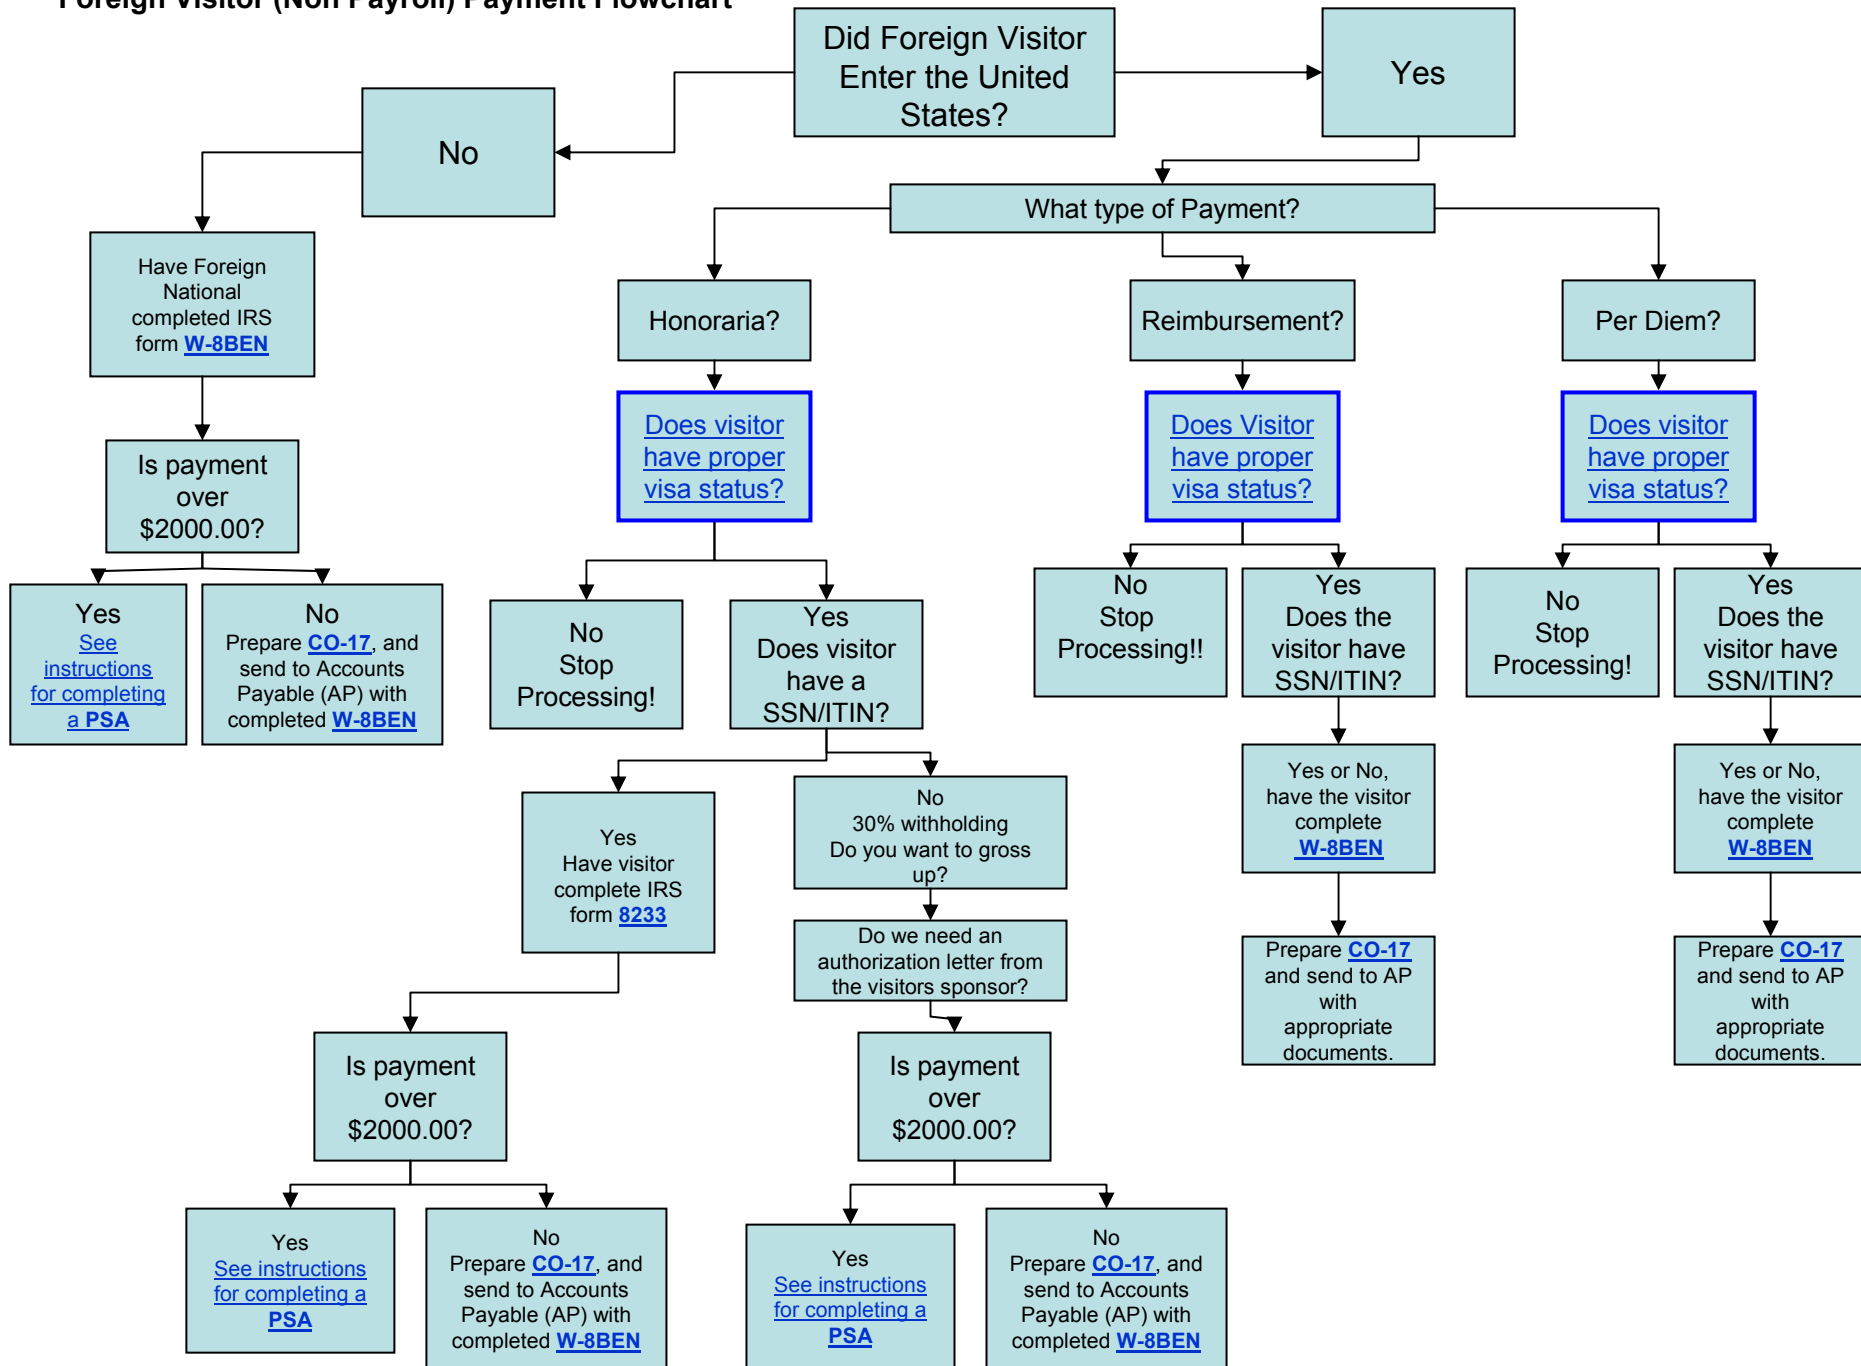 Foreign Visitor (Non Payroll) Payment Flowchart
Did Foreign Visitor
Enter the United
States?
Yes
No
What type of Payment?
Have Foreign
National
completed IRS
form W-8BEN
Honoraria?
Reimbursement?
Per Diem?
Is payment
over
$2000.00?
Does visitor
have proper
visa status?
Does Visitor
have proper
visa status?
Does visitor
have proper
visa status?
Yes
See
instructions
for completing
a PSA
No
Prepare CO-17, and
send to Accounts
Payable (AP) with
completed W-8BEN
No
Stop
Processing!
Yes
Does visitor
have a
SSN/ITIN?
No
Stop
Processing!!
Yes
Does the
visitor have
SSN/ITIN?
No
Stop
Processing!
Yes
Does the
visitor have
SSN/ITIN?
Yes
Have visitor
complete IRS
form 8233
No
30% withholding
Do you want to gross
up?
Yes or No,
have the visitor
complete
W-8BEN
Yes or No,
have the visitor
complete
W-8BEN
Do we need an
authorization letter from
the visitors sponsor?
Prepare CO-17
and send to AP
with
appropriate
documents.
Prepare CO-17
and send to AP
with
appropriate
documents.
Is payment
over
$2000.00?
Is payment
over
$2000.00?
Yes
See instructions
for completing a
PSA
No
Prepare CO-17, and
send to Accounts
Payable (AP) with
completed W-8BEN
Yes
See instructions
for completing a
PSA
No
Prepare CO-17, and
send to Accounts
Payable (AP) with
completed W-8BEN